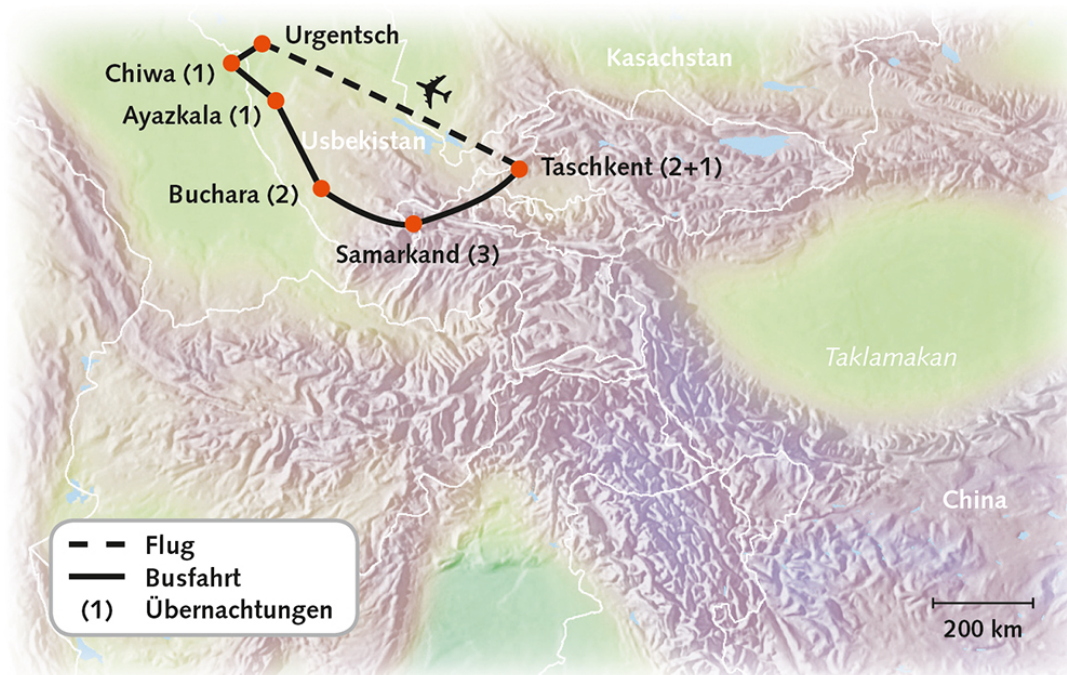 Urgentsch
Kasachstan
Chiwa (1)
Ayazkala (1)
Usbekistan
Taschkent (2+1)
Buchara (2)
Samarkand (3)
Taklamakan
China
Flug
Busfahrt
(1) Übernachtungen
200 km